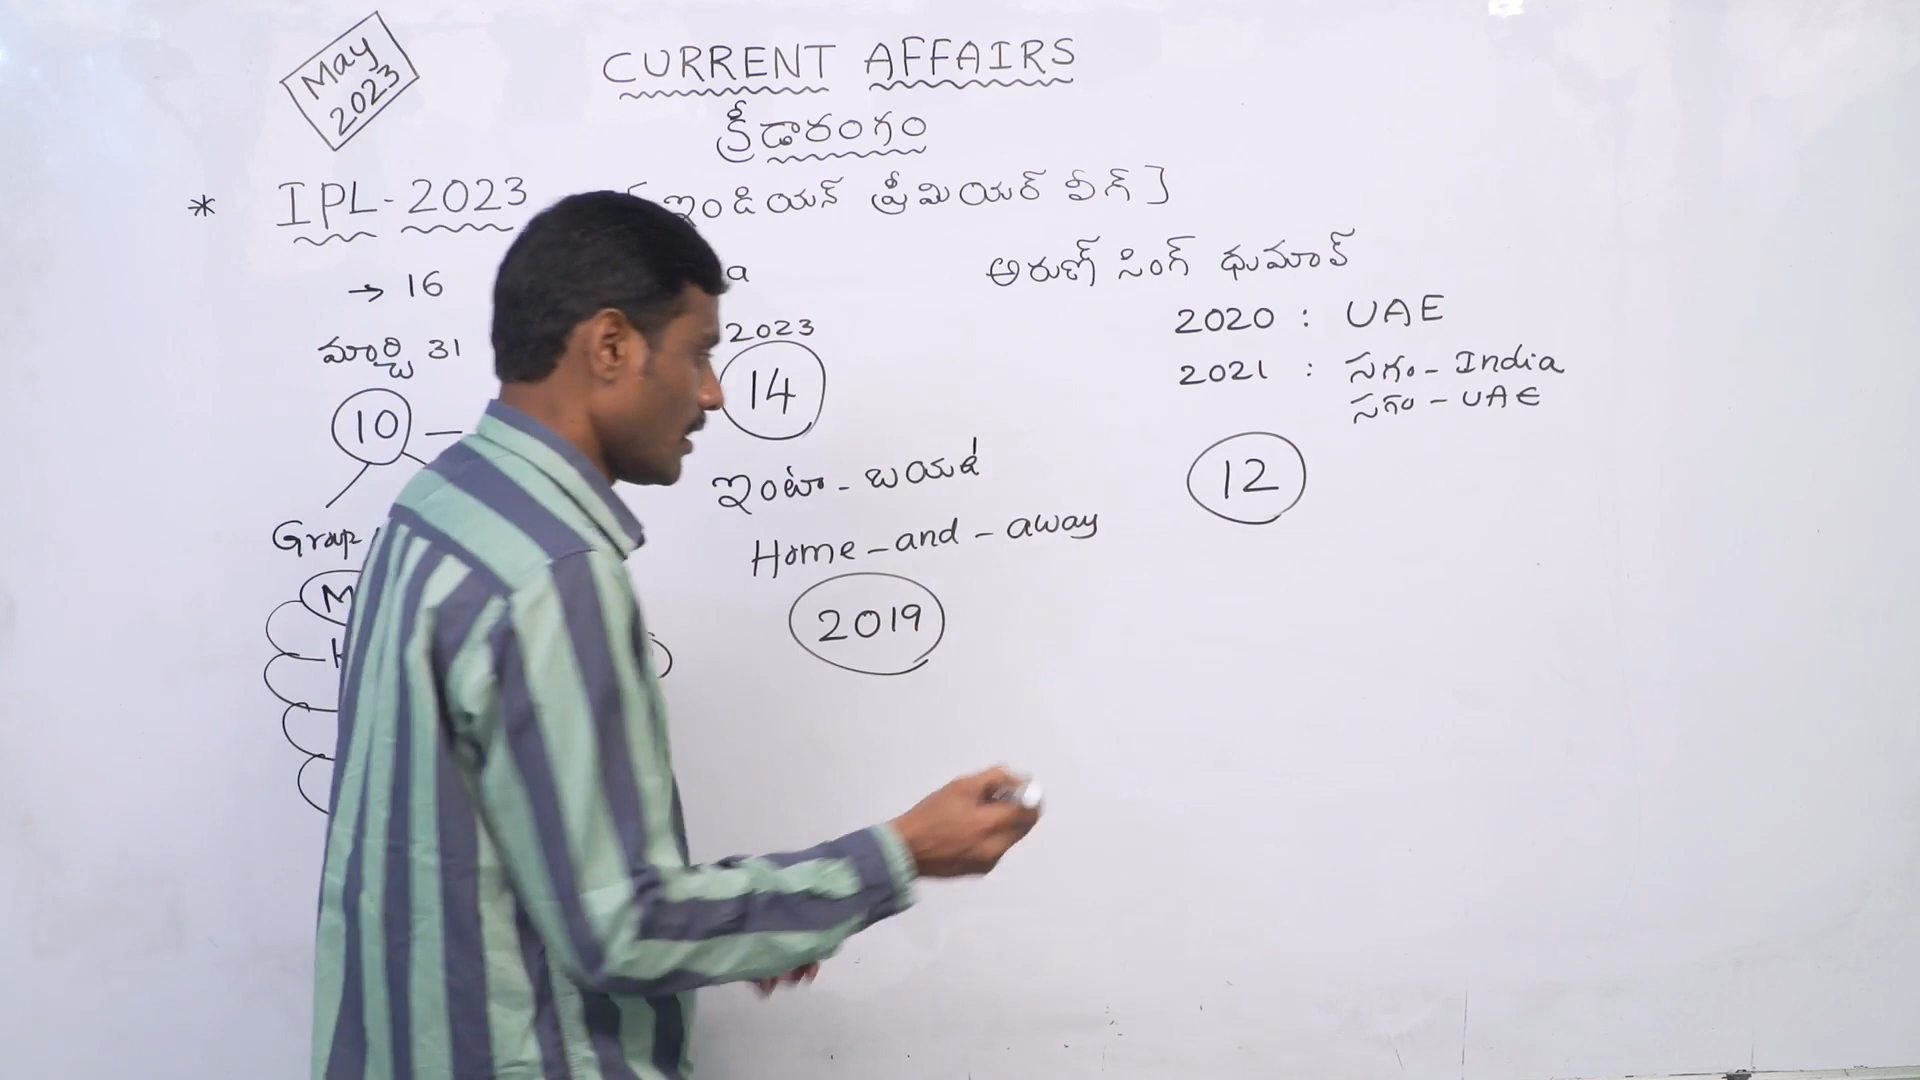 May
2023
CURRENT AFFAIRS
క్రీడారంగం
* IPL-2023 ఇండియన్ ప్రీమియర్ లీగ్]
→ 16
అరుణ్ సింగ్ ధుమాల్
మార్చి 31
2023
2020 : UAE
10 —
14
2021 : సగం - India
సగం - UAE
ఇంటా - బయట
12
Group
Home-and-away
M
2019